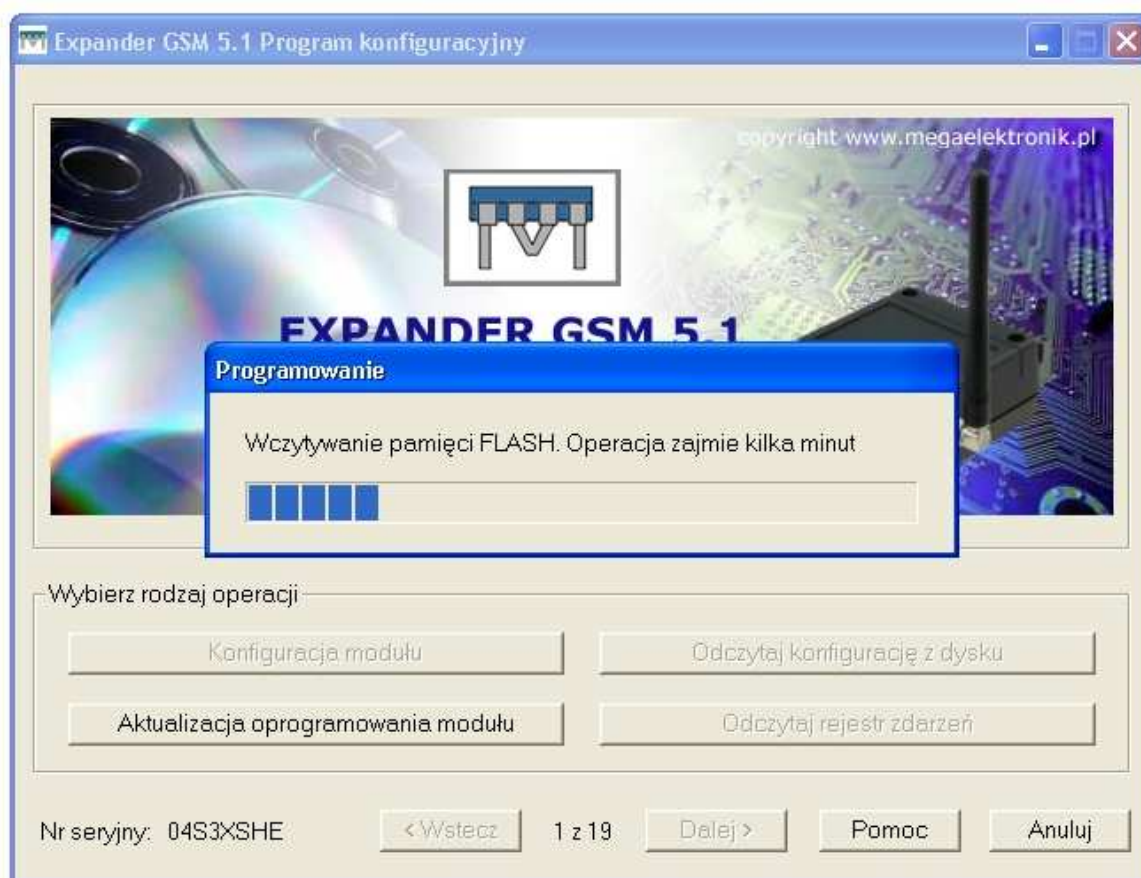 Expander GSM 5.1 Program konfiguracyjny
copyright www.megaelektronik.pl
EXPANDER GSM 5.1
Programowanie
Wczytywanie pamięci FLASH. Operacja zajmie kilka minut
Wybierz rodzaj operacji
Konfiguracja modułu
Odczytaj konfigurację z dysku
Aktualizacja oprogramowania modułu
Odczytaj rejestr zdarzeń
Nr seryjny: 04S3XSHE
< Wstecz
1 z 19
Dalej >
Pomoc
Anuluj